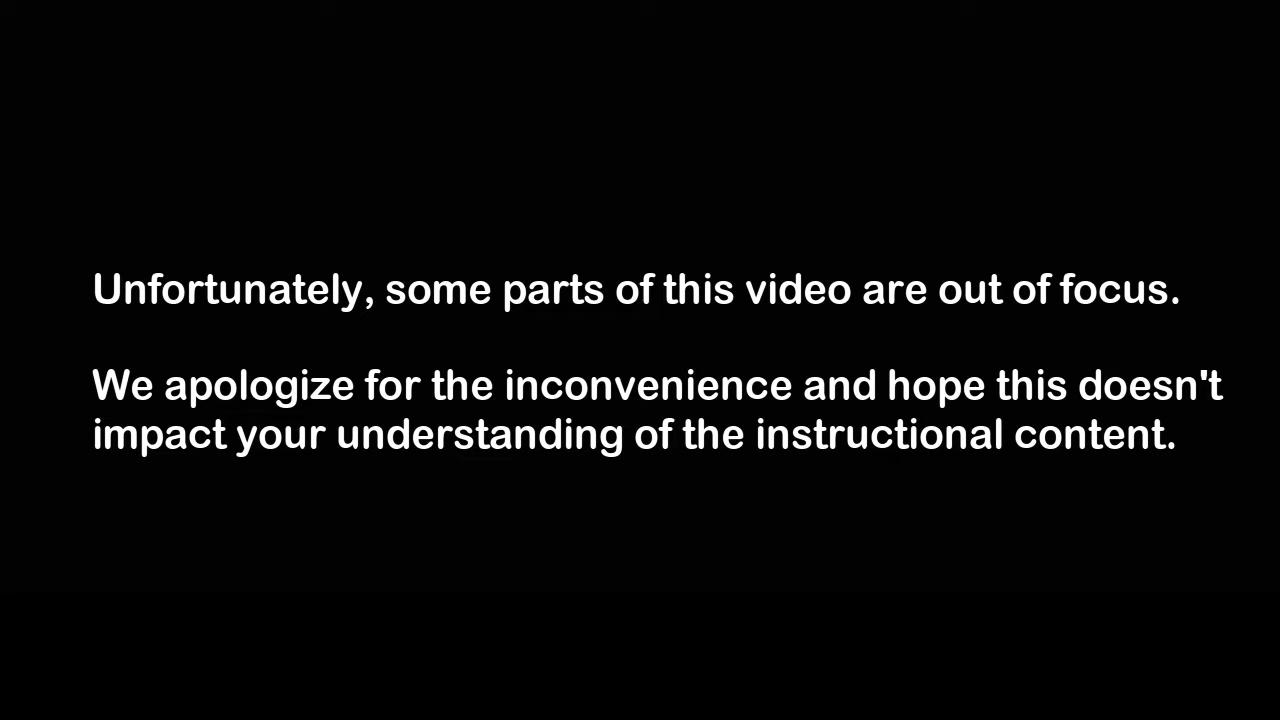 Unfortunately, some parts of this video are out of focus.
We apologize for the inconvenience and hope this doesn't
impact your understanding of the instructional content.